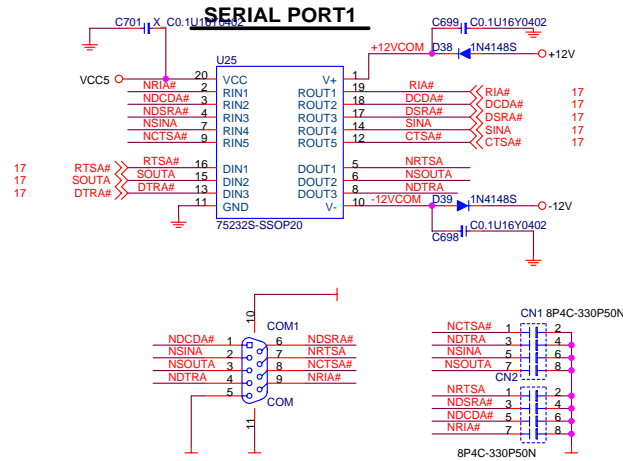 SERIAL PORT1
C701 X_C0.1U16Y0402
C699 C0.1U16Y0402
+12VCOM D38 1N4148S
+12V
U25
VCC5
20 VCC V+ 1
NRIA# 2 RIN1 ROUT1 19 RIA# RIA# 17
NDCDA# 3 RIN2 ROUT2 18 DCDA# DCDA# 17
NDSRA# 4 RIN3 ROUT3 17 DSRA# DSRA# 17
NSINA 7 RIN4 ROUT4 14 SINA SINA 17
NCTSA# 9 RIN5 ROUT5 12 CTSA# CTSA# 17
17 RTSA# RTSA# 16 DIN1 DOUT1 5 NRTSA
17 SOUTA SOUTA 15 DIN2 DOUT2 6 NSOUTA
17 DTRA# DTRA# 13 DIN3 DOUT3 8 NDTRA
11 GND V- 10 -12VCOM D39 1N4148S
-12V
75232S-SSOP20
C698 C0.1U16Y0402
10
COM1
NDCDA# 1 6 NDSRA#
NSINA 2 7 NRTSA
NSOUTA 3 8 NCTSA#
NDTRA 4 9 NRIA#
5
COM
11
CN1 8P4C-330P50N
NCTSA# 1 2
NDTRA 3 4
NSINA 5 6
NSOUTA 7 8
CN2
NRTSA 1 2
NDSRA# 3 4
NDCDA# 5 6
NRIA# 7 8
8P4C-330P50N